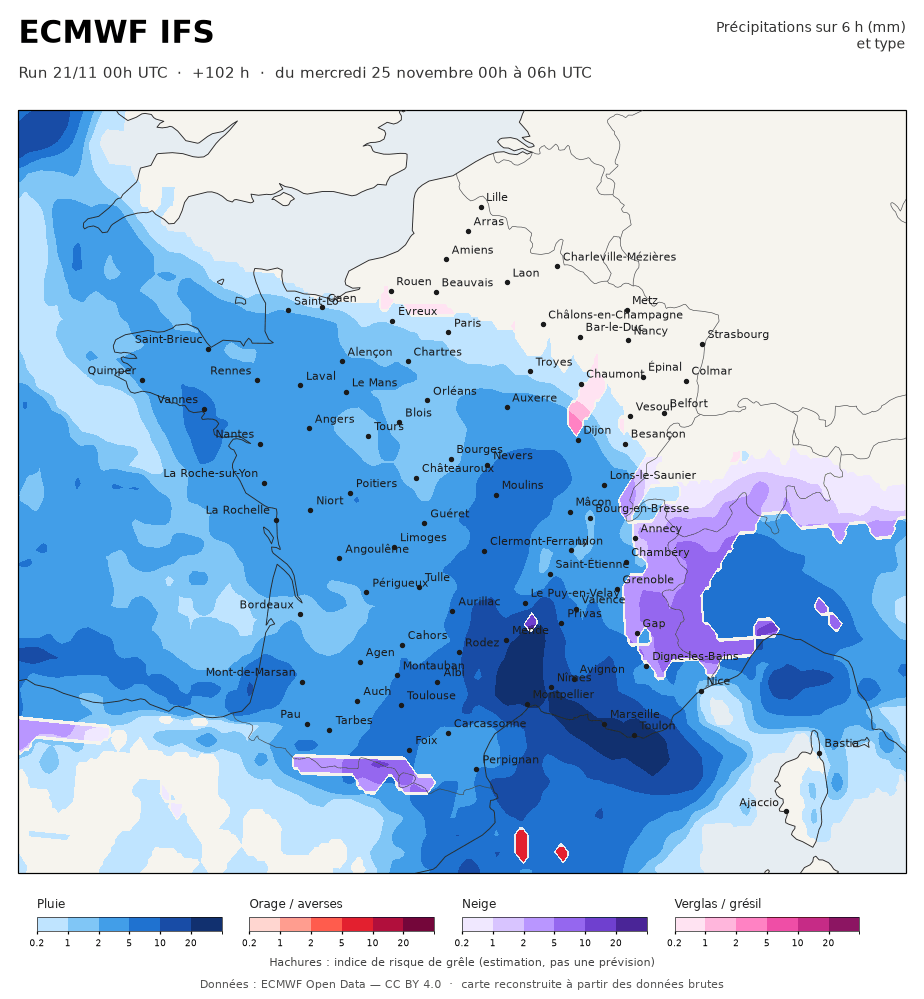 ECMWF IFS
Précipitations sur 6 h (mm)
et type
Run 21/11 00h UTC · +102 h · du mercredi 25 novembre 00h à 06h UTC
Lille
Arras
Amiens
Charleville-Mézières
Laon
Rouen
Beauvais
Saint-Lô
Caen
Metz
Évreux
Châlons-en-Champagne
Paris
Bar-le-Duc
Nancy
Strasbourg
Saint-Brieuc
Alençon
Chartres
Troyes
Quimper
Rennes
Laval
Le Mans
Chaumont
Épinal
Colmar
Vannes
Orléans
Auxerre
Blois
Vesoul
Belfort
Nantes
Angers
Tours
Dijon
Besançon
La Roche-sur-Yon
Bourges
Nevers
Châteauroux
Lons-le-Saunier
Niort
Poitiers
Moulins
Mâcon
Bourg-en-Bresse
La Rochelle
Guéret
Annecy
Angoulême
Limoges
Clermont-Ferrand
Lyon
Chambéry
Saint-Étienne
Périgueux
Tulle
Grenoble
Bordeaux
Aurillac
Le Puy-en-Velay
Valence
Privas
Gap
Cahors
Rodez
Mende
Agen
Digne-les-Bains
Mont-de-Marsan
Montauban
Albi
Avignon
Nîmes
Nice
Auch
Toulouse
Montpellier
Pau
Tarbes
Carcassonne
Marseille
Toulon
Foix
Perpignan
Bastia
Ajaccio
Pluie
Orage / averses
Neige
Verglas / grésil
0.2 1 2 5 10 20
0.2 1 2 5 10 20
0.2 1 2 5 10 20
0.2 1 2 5 10 20
Hachures : indice de risque de grêle (estimation, pas une prévision)
Données : ECMWF Open Data — CC BY 4.0 · carte reconstruite à partir des données brutes